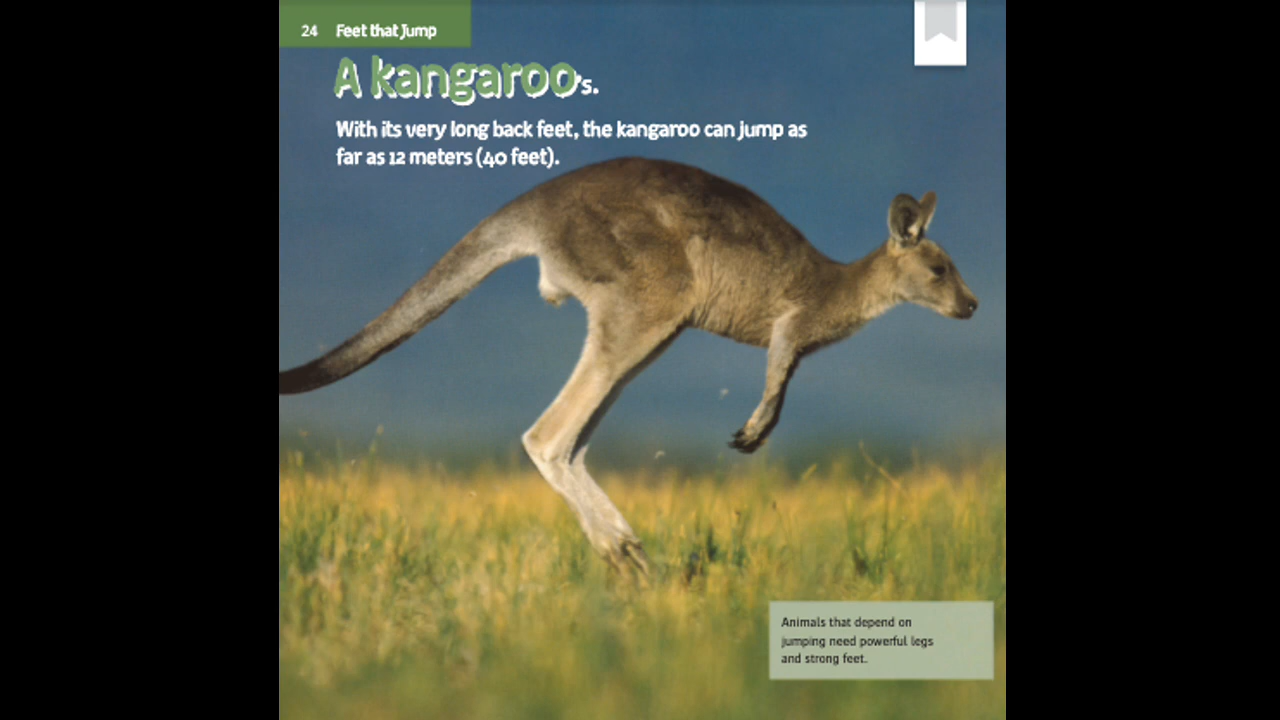 24 Feet that Jump
A kangaroo's.
With its very long back feet, the kangaroo can jump as
far as 12 meters (40 feet).
Animals that depend on
jumping need powerful legs
and strong feet.